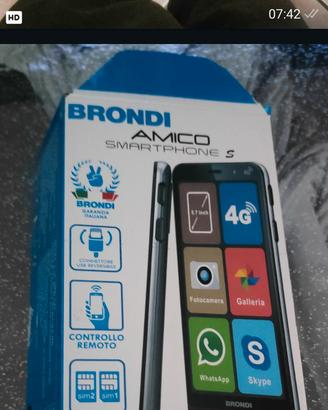 HD
07:42
BRONDI
AMICO
SMARTPHONE S
BRONDI
GARANZIA
ITALIANA
5.7 inch
4G
CONNETTORE
USB REVERSIBILE
Fotocamera
Galleria
CONTROLLO
REMOTO
WhatsApp
S
Skype
sim2
sim1
BRONDI